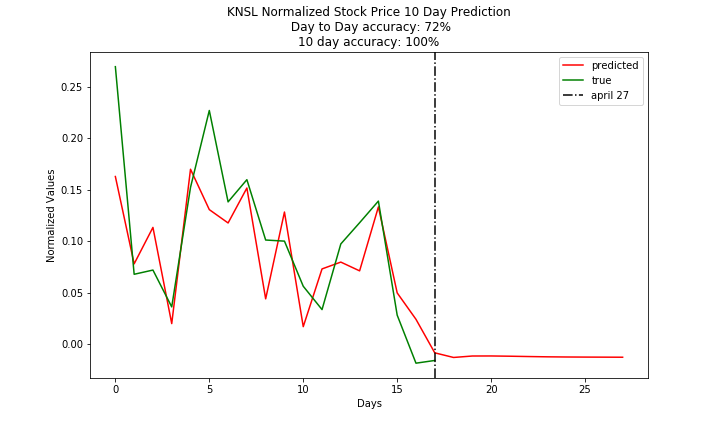 KNSL Normalized Stock Price 10 Day Prediction
Day to Day accuracy: 72%
10 day accuracy: 100%
predicted
true
april 27
0.25
0.20
0.15
0.10
0.05
0.00
Normalized Values
0
5
10
15
20
25
Days